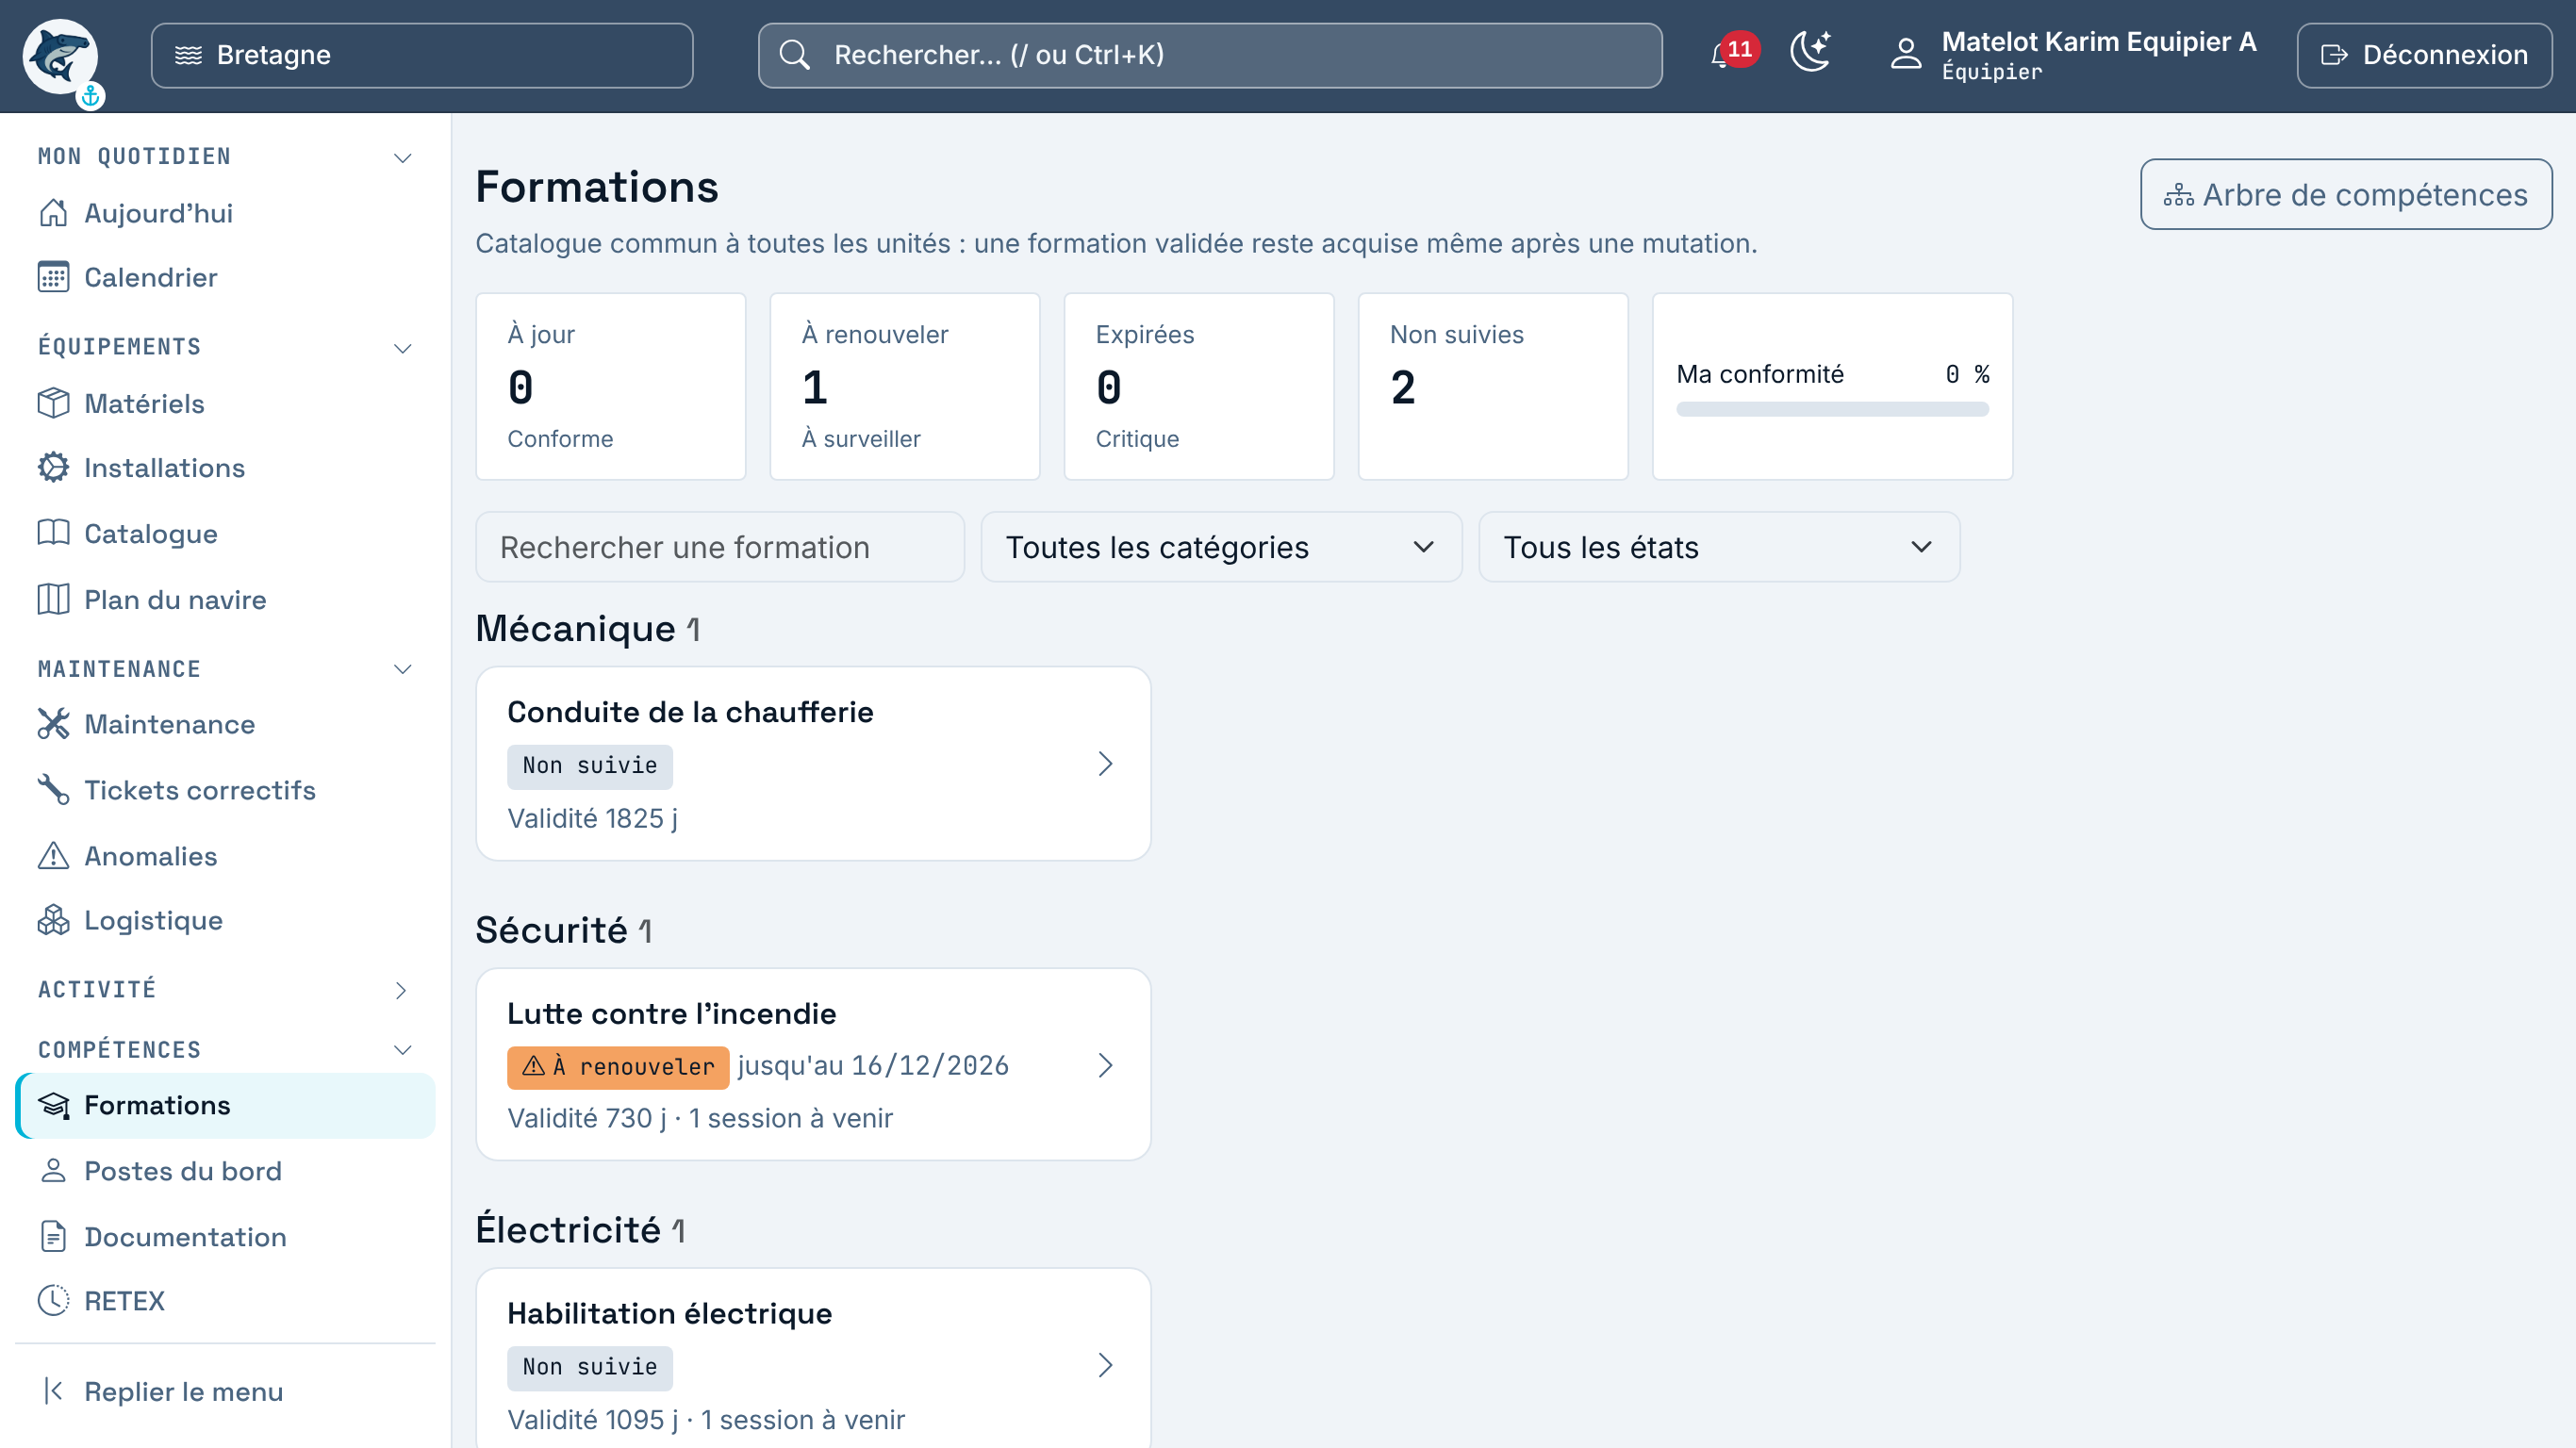 Bretagne
Rechercher... (/ ou Ctrl+K)
11
Matelot Karim Equipier A
Équipier
Déconnexion
MON QUOTIDIEN
Aujourd'hui
Calendrier
ÉQUIPEMENTS
Matériels
Installations
Catalogue
Plan du navire
MAINTENANCE
Maintenance
Tickets correctifs
Anomalies
Logistique
ACTIVITÉ
COMPÉTENCES
Formations
Postes du bord
Documentation
RETEX
Replier le menu
Formations
Arbre de compétences
Catalogue commun à toutes les unités : une formation validée reste acquise même après une mutation.
À jour
0
Conforme
À renouveler
1
À surveiller
Expirées
0
Critique
Non suivies
2
Ma conformité 0 %
Rechercher une formation
Toutes les catégories
Tous les états
Mécanique 1
Conduite de la chaufferie
Non suivie
Validité 1825 j
Sécurité 1
Lutte contre l'incendie
À renouveler jusqu'au 16/12/2026
Validité 730 j · 1 session à venir
Électricité 1
Habilitation électrique
Non suivie
Validité 1095 j · 1 session à venir